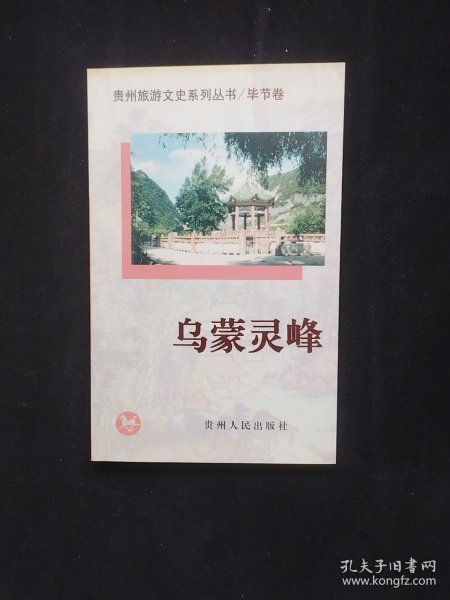 贵州旅游文史系列丛书/毕节卷
乌蒙灵峰
贵州人民出版社
孔夫子旧书网
www.kongfz.com